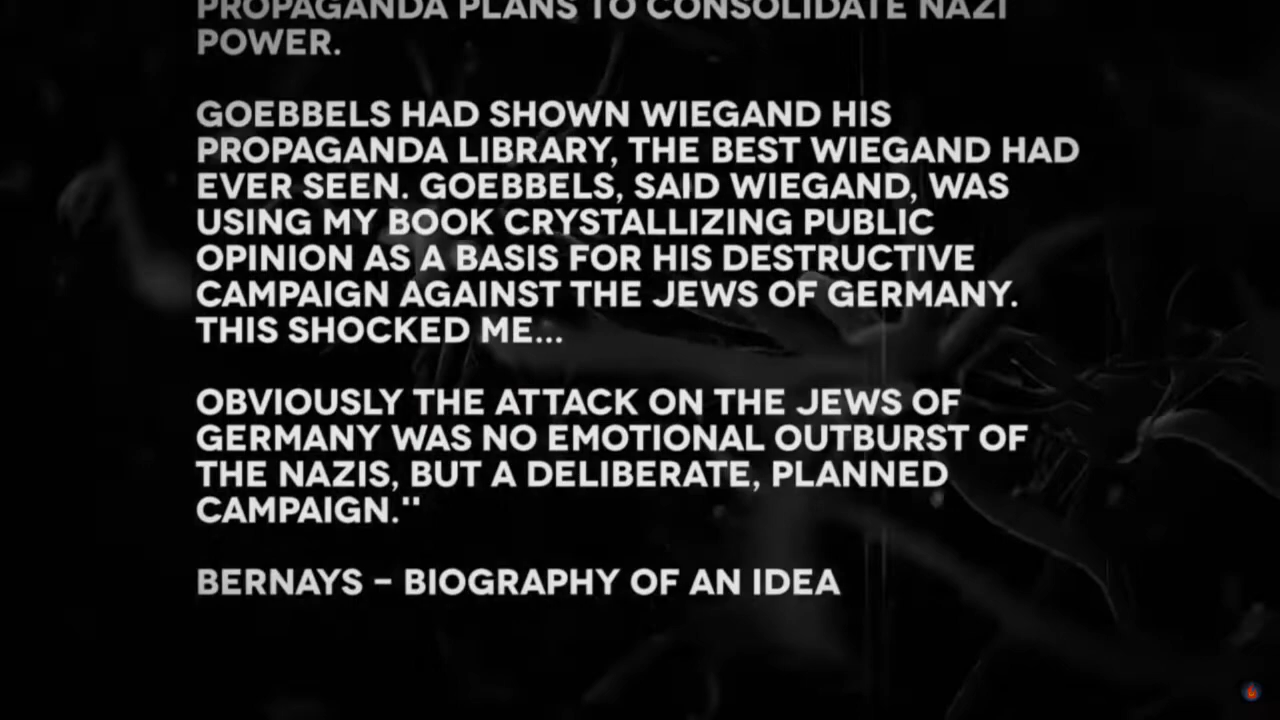 PROPAGANDA PLANS TO CONSOLIDATE NAZI
POWER.
GOEBBELS HAD SHOWN WIEGAND HIS
PROPAGANDA LIBRARY, THE BEST WIEGAND HAD
EVER SEEN. GOEBBELS, SAID WIEGAND, WAS
USING MY BOOK CRYSTALLIZING PUBLIC
OPINION AS A BASIS FOR HIS DESTRUCTIVE
CAMPAIGN AGAINST THE JEWS OF GERMANY.
THIS SHOCKED ME...
OBVIOUSLY THE ATTACK ON THE JEWS OF
GERMANY WAS NO EMOTIONAL OUTBURST OF
THE NAZIS, BUT A DELIBERATE, PLANNED
CAMPAIGN."
BERNAYS – BIOGRAPHY OF AN IDEA